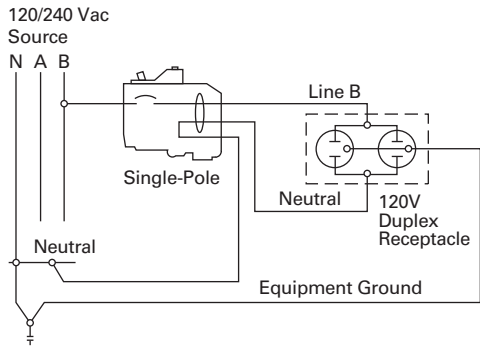 120/240 Vac
Source
N A B
Line B
Single-Pole
Neutral
120V
Duplex
Receptacle
Neutral
Equipment Ground